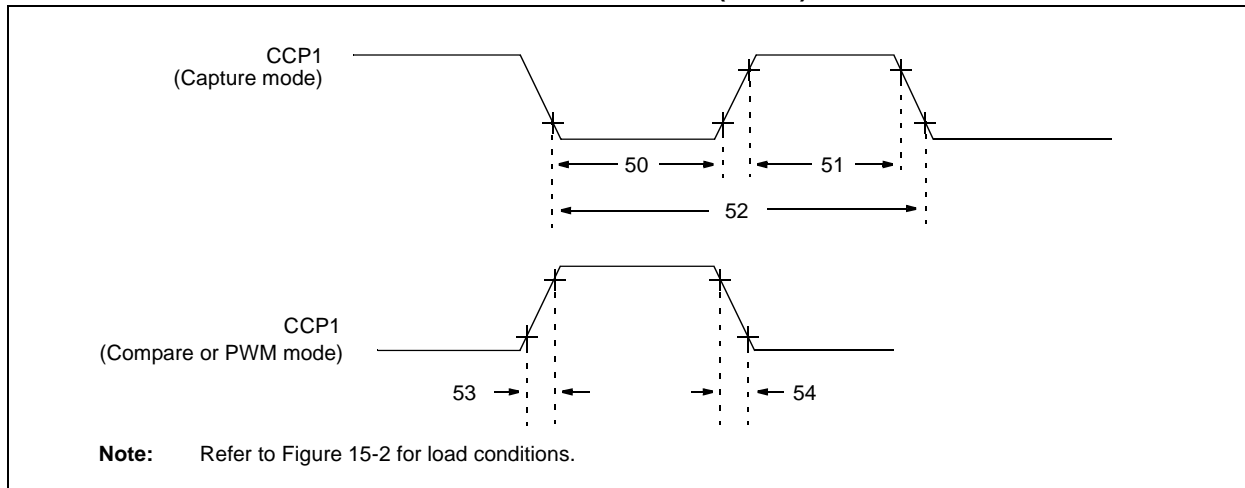 CCP1
(Capture mode)
50
51
52
CCP1
(Compare or PWM mode)
53
54
Note: Refer to Figure 15-2 for load conditions.